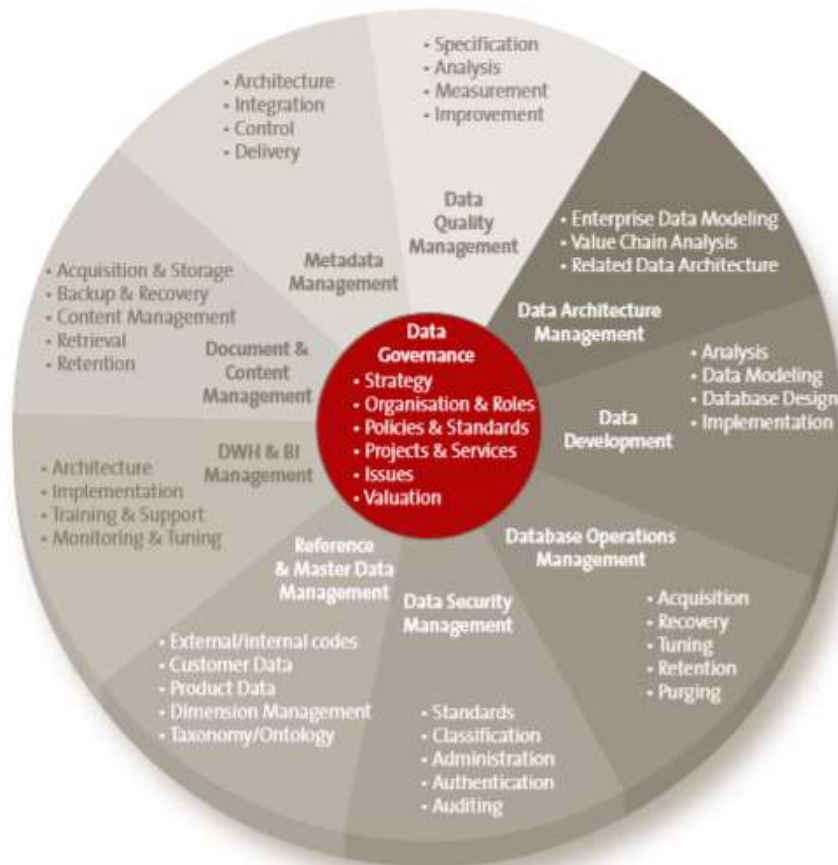 • Specification
• Analysis
• Measurement
• Improvement
Data
Quality
Management
• Enterprise Data Modeling
• Value Chain Analysis
• Related Data Architecture
Data Architecture
Management
• Analysis
• Data Modeling
• Database Design
• Implementation
Data
Development
Database Operations
Management
• Acquisition
• Recovery
• Tuning
• Retention
• Purging
Data Security
Management
• Standards
• Classification
• Administration
• Authentication
• Auditing
Reference
& Master Data
Management
• External/internal codes
• Customer Data
• Product Data
• Dimension Management
• Taxonomy/Ontology
DWH & BI
Management
• Architecture
• Implementation
• Training & Support
• Monitoring & Tuning
Document &
Content
Management
• Acquisition & Storage
• Backup & Recovery
• Content Management
• Retrieval
• Retention
Metadata
Management
• Architecture
• Integration
• Control
• Delivery
Data
Governance
• Strategy
• Organisation & Roles
• Policies & Standards
• Projects & Services
• Issues
• Valuation